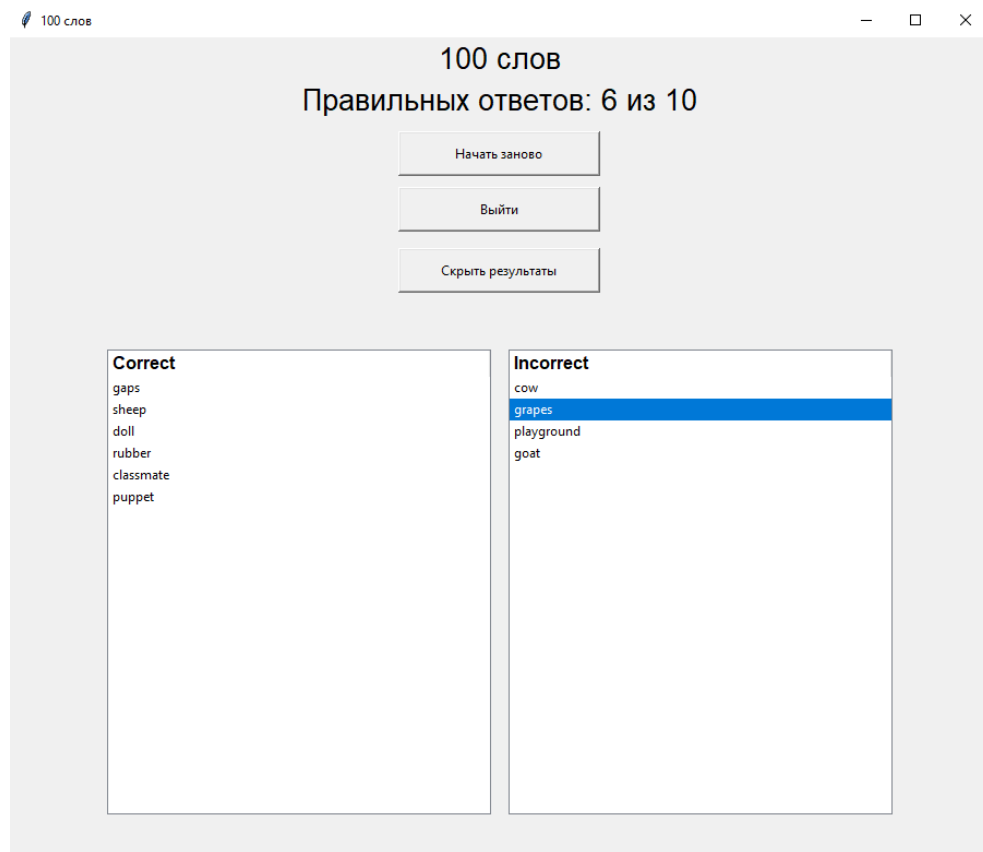 100 слов
100 слов
Правильных ответов: 6 из 10
Начать заново
Выйти
Скрыть результаты
Correct
gaps
sheep
doll
rubber
classmate
puppet
Incorrect
cow
grapes
playground
goat